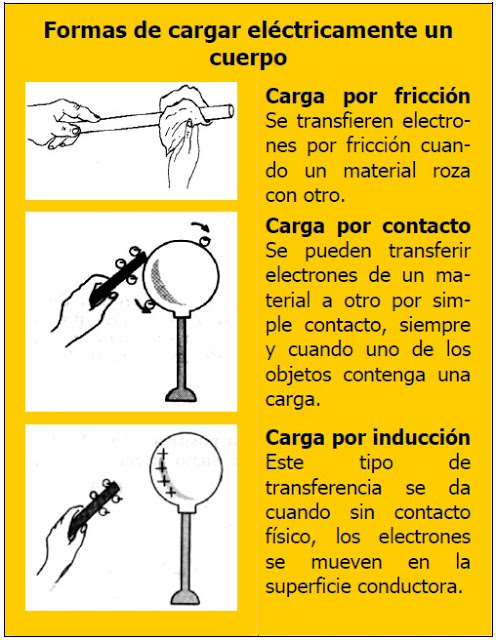 Formas de cargar eléctricamente un
cuerpo
Carga por fricción
Se transfieren electro-
nes por fricción cuan-
do un material roza
con otro.
Carga por contacto
Se pueden transferir
electrones de un ma-
terial a otro por sim-
ple contacto, siempre
y cuando uno de los
objetos contenga una
carga.
Carga por inducción
Este tipo de
transferencia se da
cuando sin contacto
físico, los electrones
se mueven en la
superficie conductora.